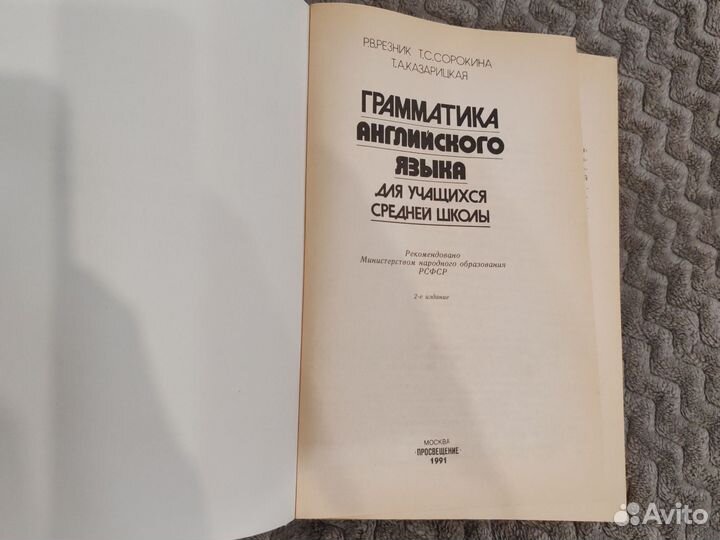 Р.В.РЕЗНИК Т.С.СОРОКИНА
Т.А.КАЗАРИЦКАЯ
ГРАММАТИКА
АНГЛИЙСКОГО
ЯЗЫКА
ДЛЯ УЧАЩИХСЯ
СРЕДНЕЙ ШКОЛЫ
Рекомендовано
Министерством народного образования
РСФСР
2-е издание
МОСКВА
«ПРОСВЕЩЕНИЕ»
1991
Avito